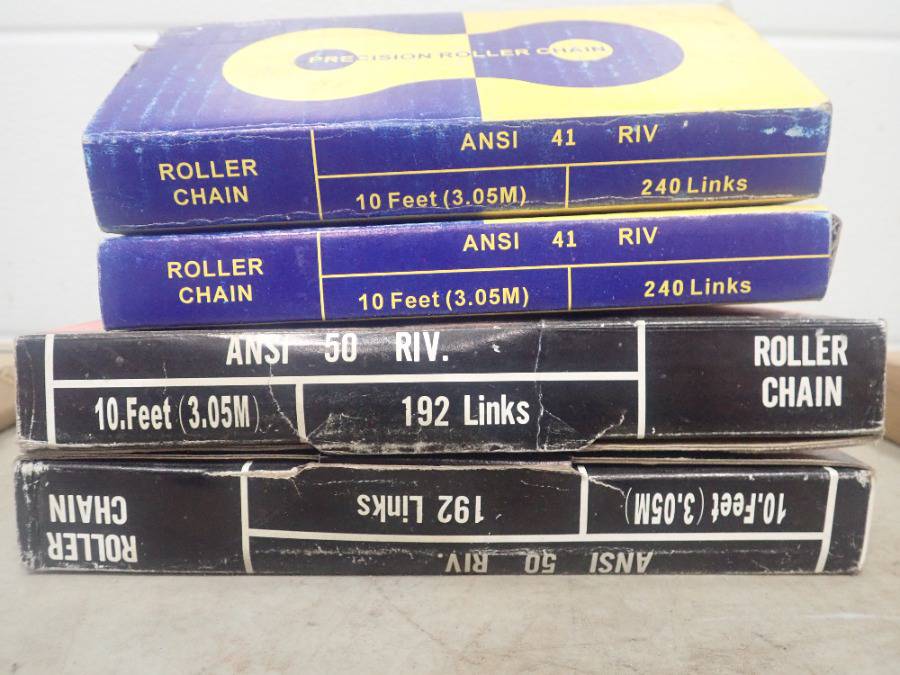 PRECISION ROLLER CHAIN
ROLLER
CHAIN
ANSI 41 RIV
10 Feet (3.05M)
240 Links
ROLLER
CHAIN
ANSI 41 RIV
10 Feet (3.05M)
240 Links
ANSI 50 RIV.
10.Feet (3.05M)
192 Links
ROLLER
CHAIN
ROLLER
CHAIN
ANSI 50 RIV.
10.Feet (3.05M)
192 Links